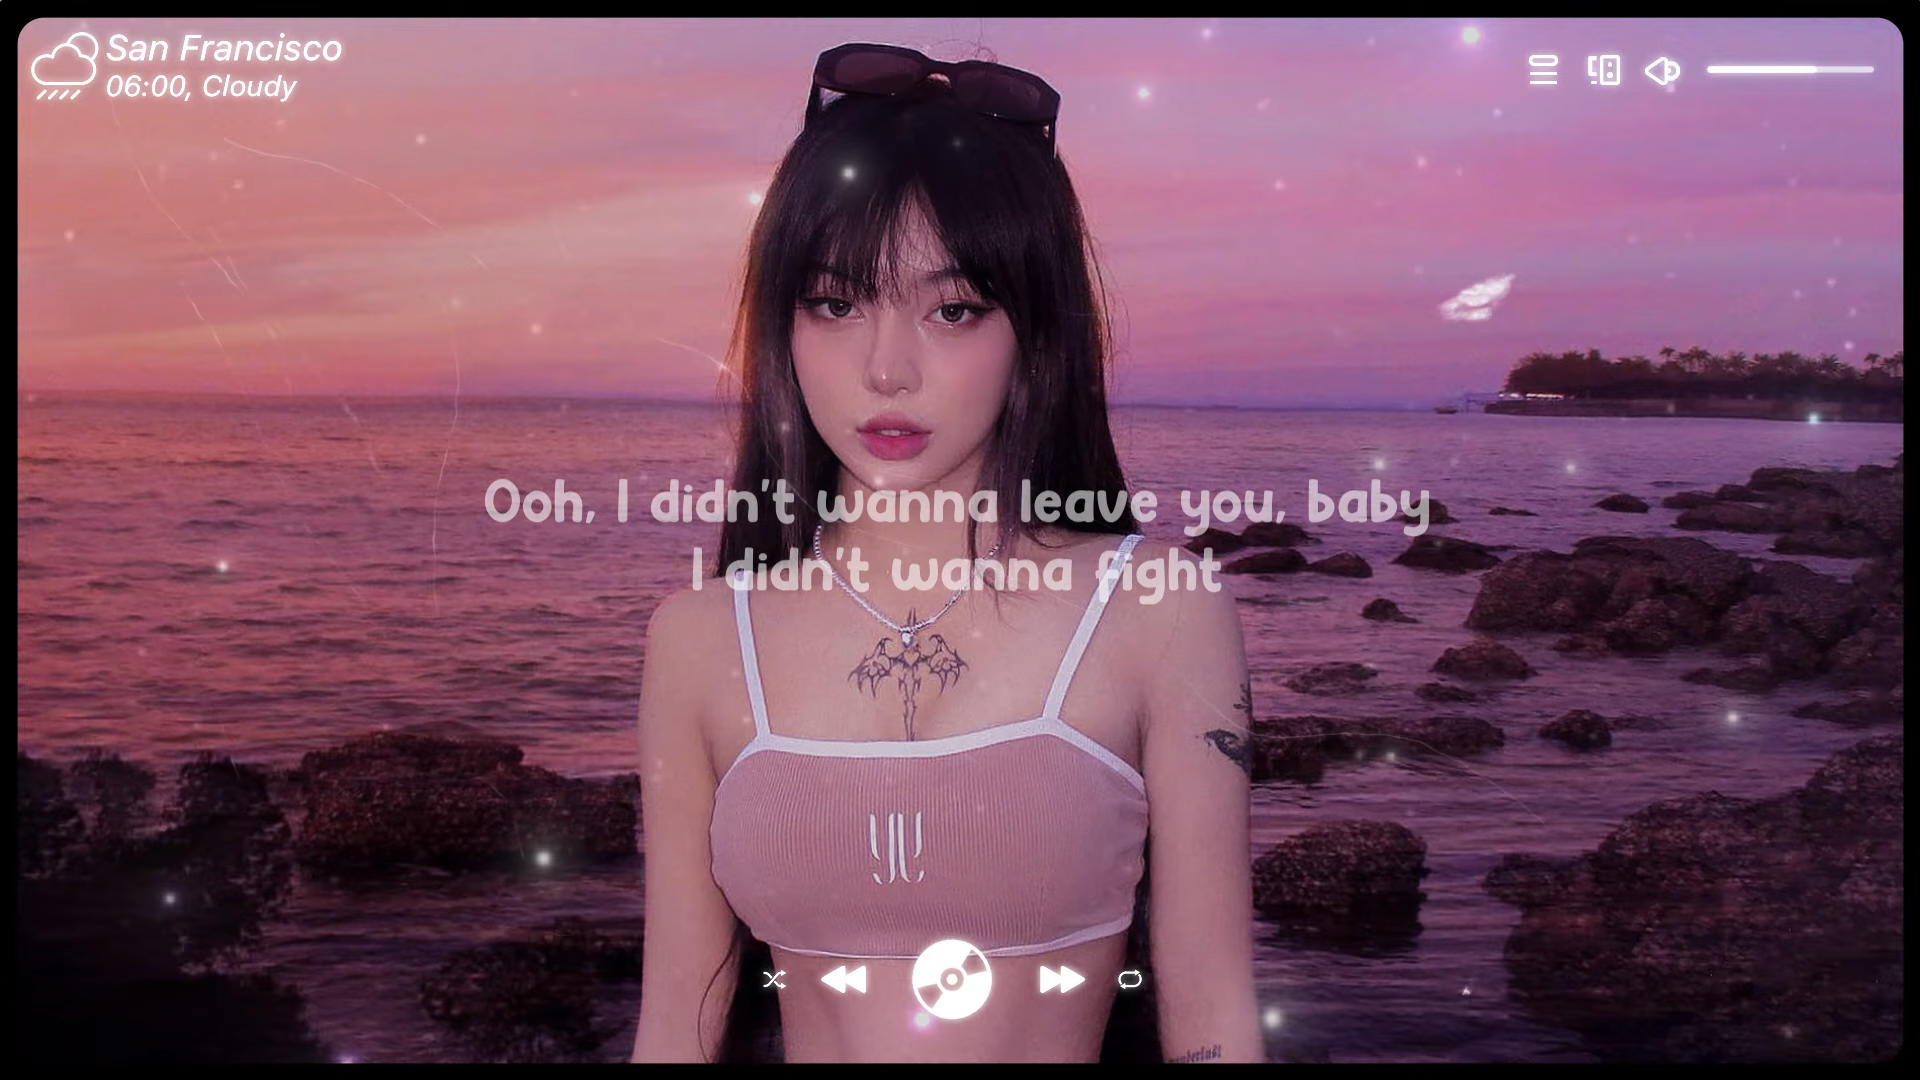 San Francisco
06:00, Cloudy
Ooh, I didn't wanna leave you, baby
I didn't wanna fight